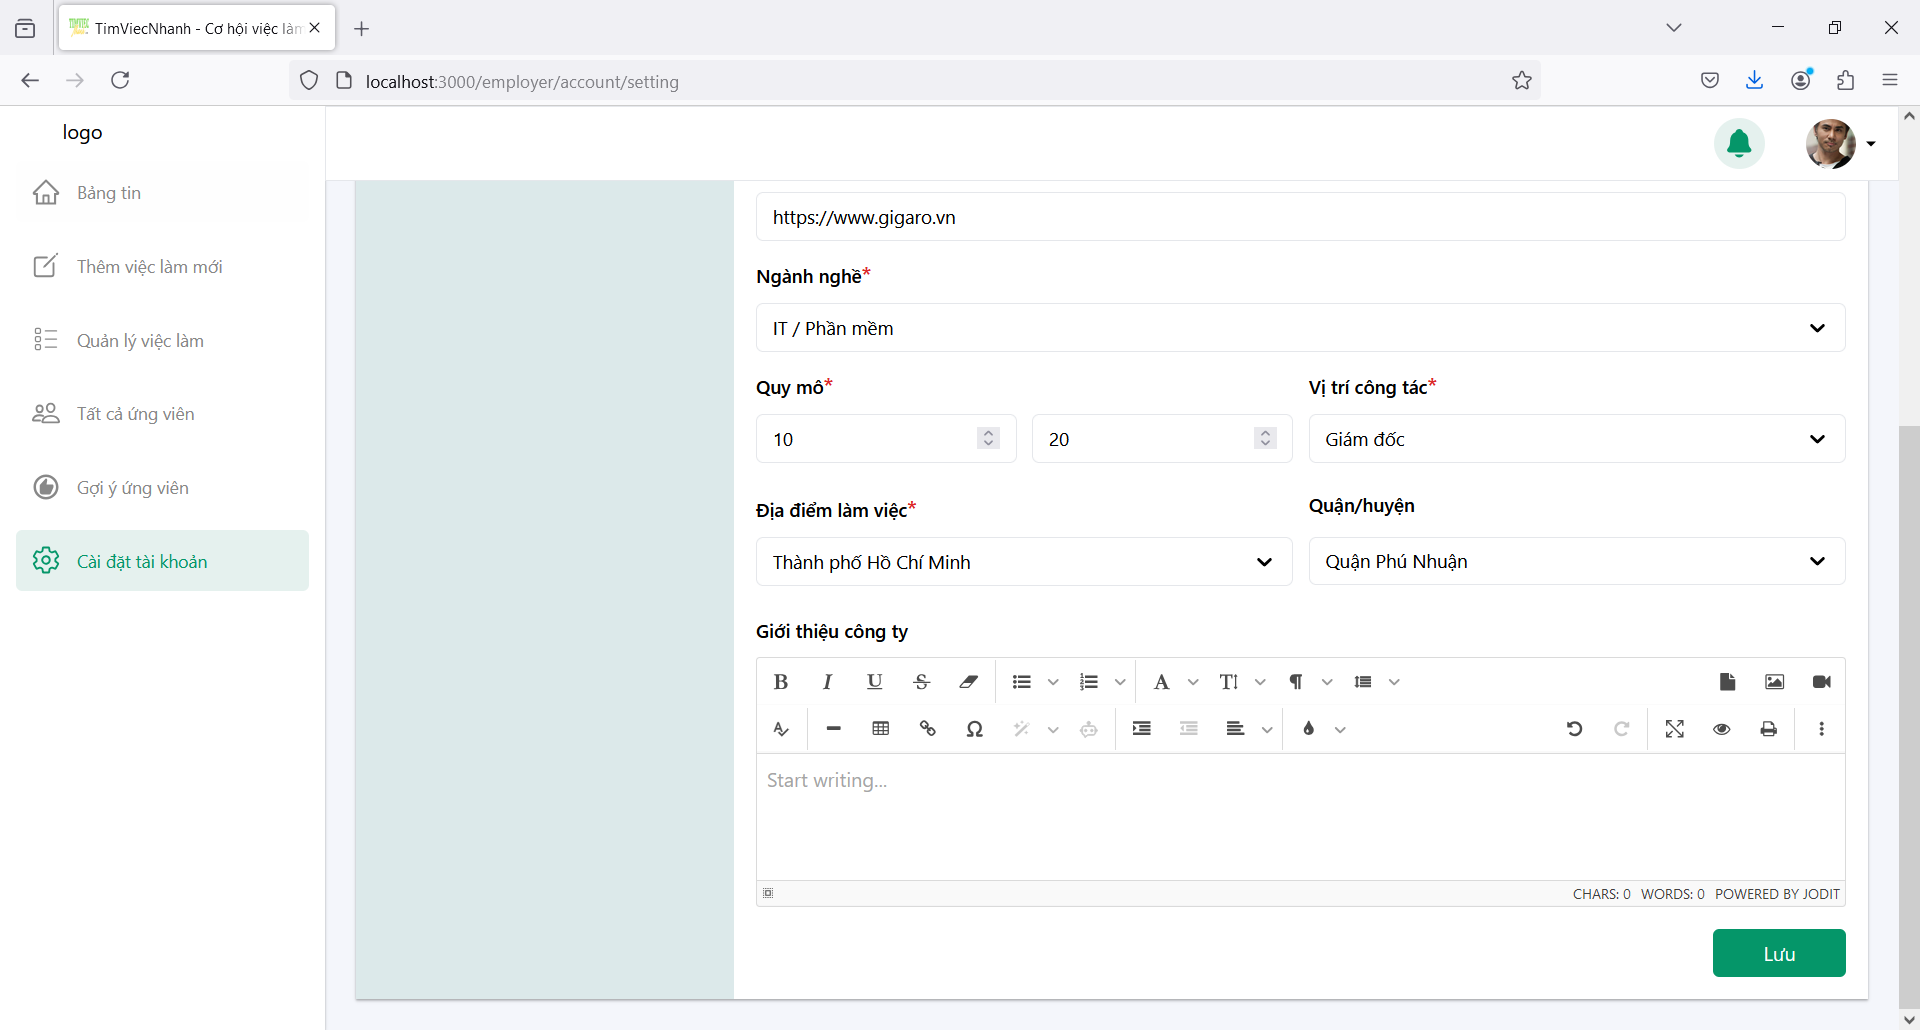 TimViecNhanh - Cơ hội việc làm
localhost:3000/employer/account/setting
logo
Bảng tin
Thêm việc làm mới
Quản lý việc làm
Tất cả ứng viên
Gợi ý ứng viên
Cài đặt tài khoản
https://www.gigaro.vn
Ngành nghề*
IT / Phần mềm
Quy mô* Vị trí công tác*
10 20 Giám đốc
Địa điểm làm việc* Quận/huyện
Thành phố Hồ Chí Minh Quận Phú Nhuận
Giới thiệu công ty
Start writing...
CHARS: 0 WORDS: 0 POWERED BY JODIT
Lưu